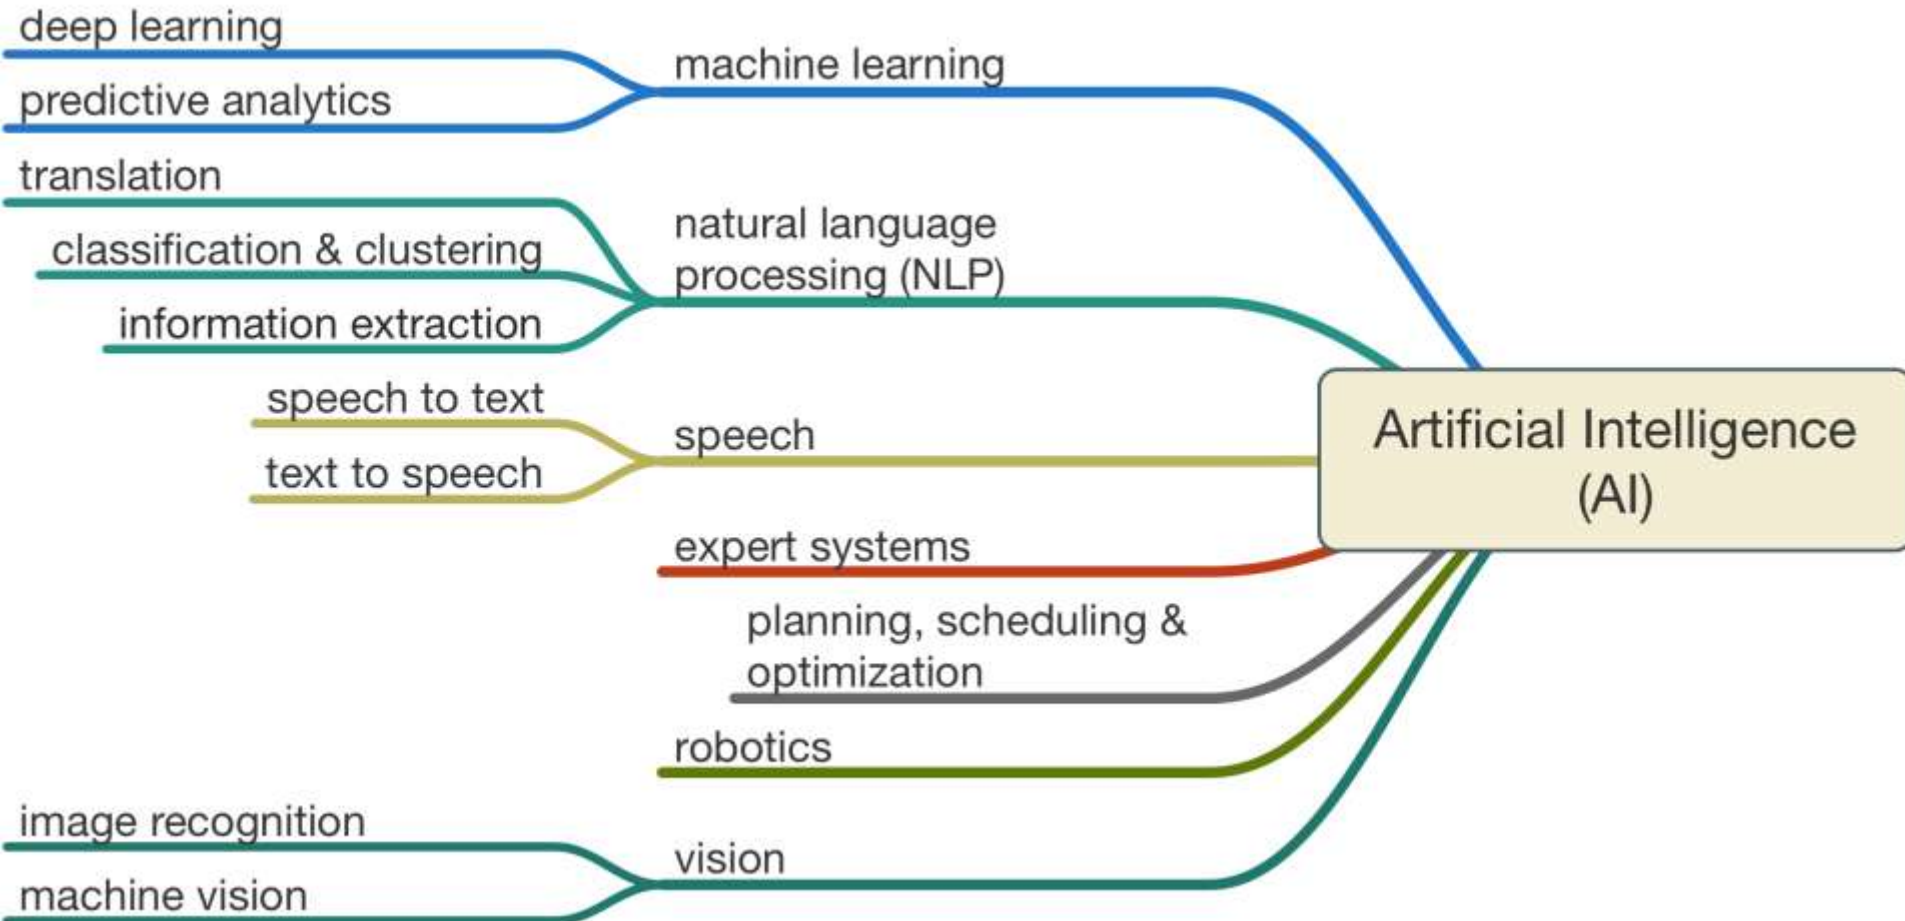 deep learning
predictive analytics
machine learning
translation
classification & clustering
information extraction
natural language
processing (NLP)
speech to text
text to speech
speech
expert systems
planning, scheduling &
optimization
robotics
image recognition
machine vision
vision
Artificial Intelligence
(AI)